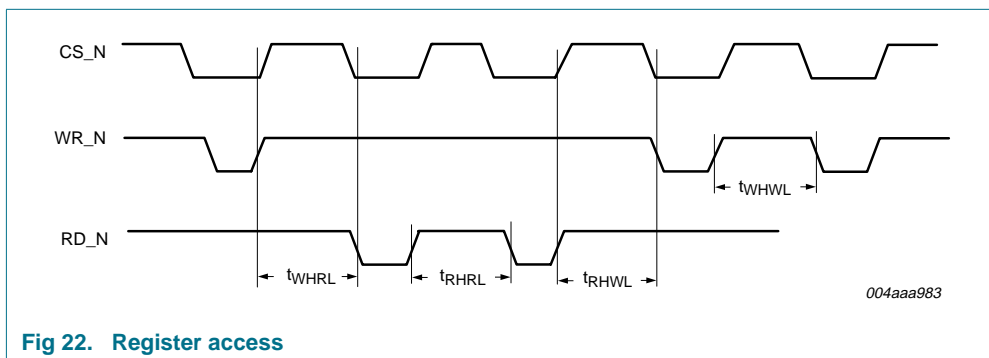 CS_N
WR_N
tWHWL
RD_N
tWHRL
tRHRL
tRHWL
004aaa983
Fig 22. Register access